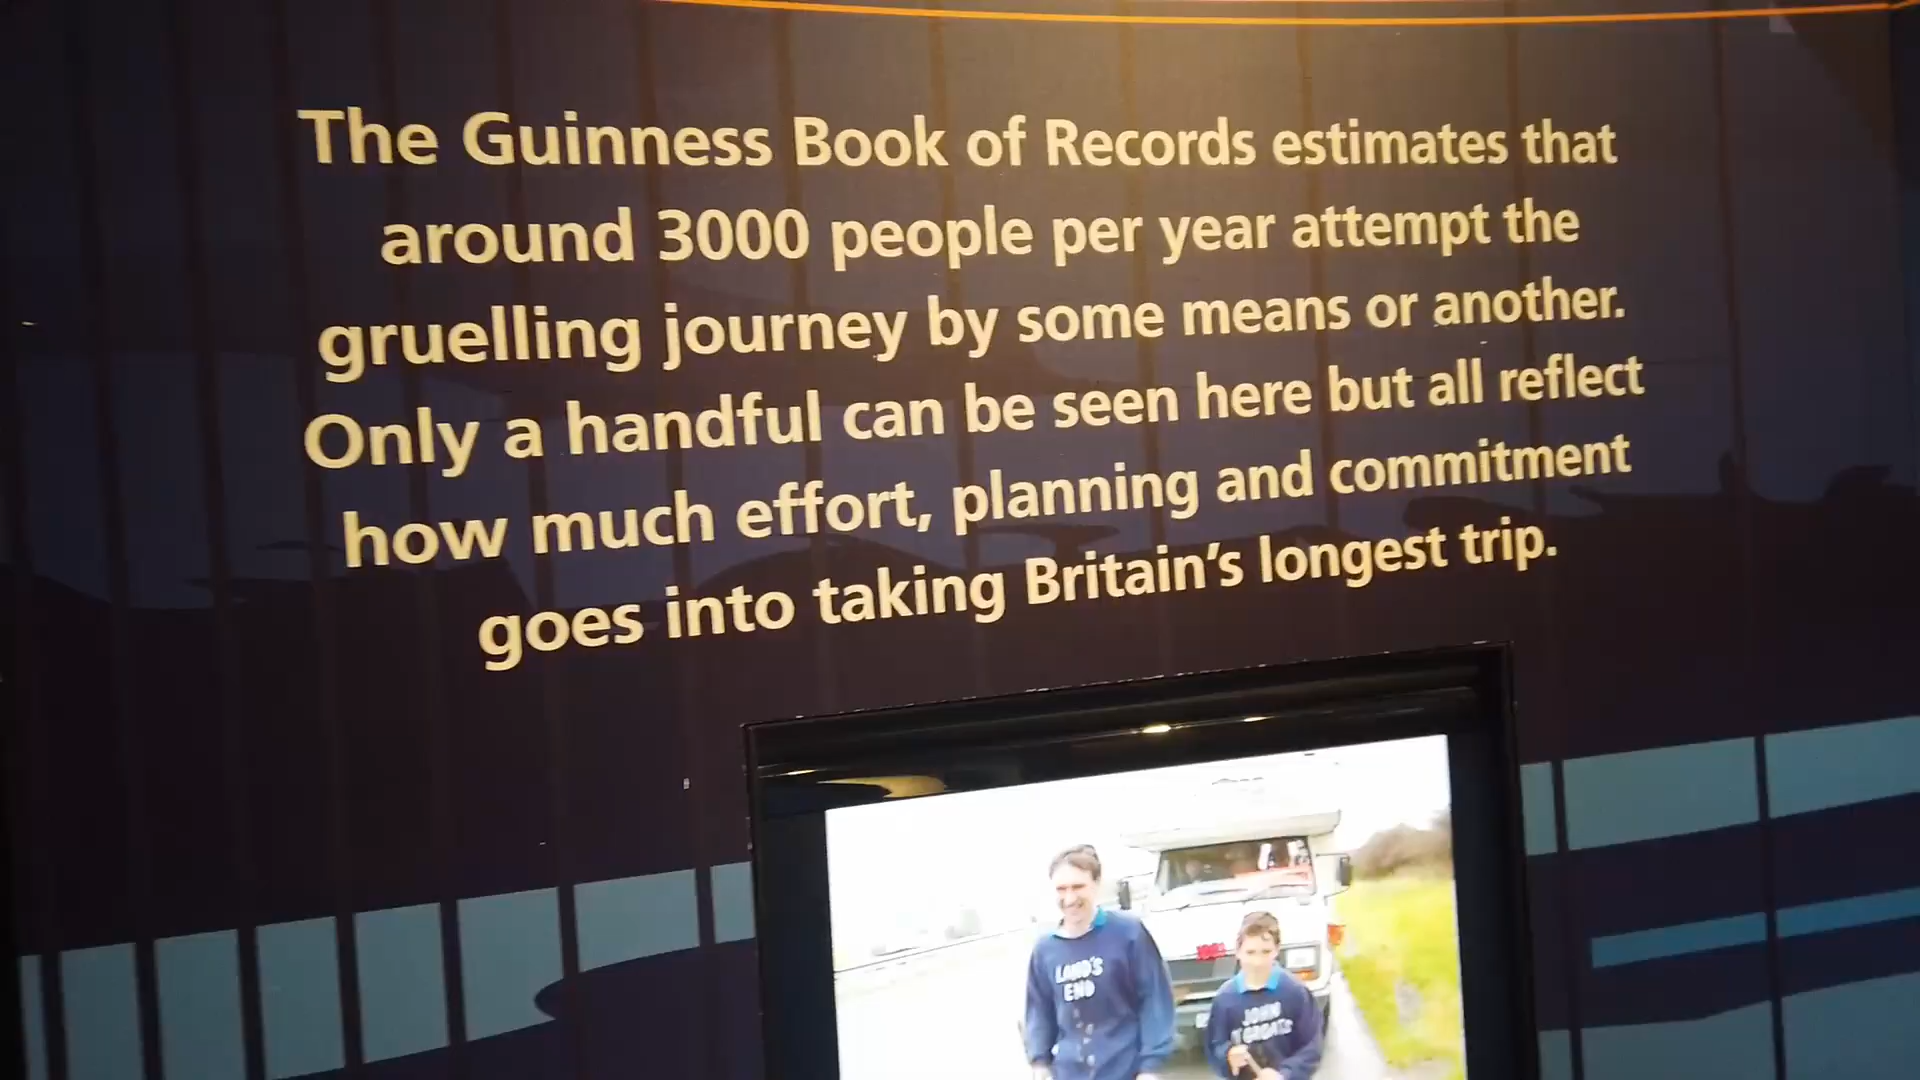 The Guinness Book of Records estimates that
around 3000 people per year attempt the
gruelling journey by some means or another.
Only a handful can be seen here but all reflect
how much effort, planning and commitment
goes into taking Britain's longest trip.
LAND'S
END
JOHN